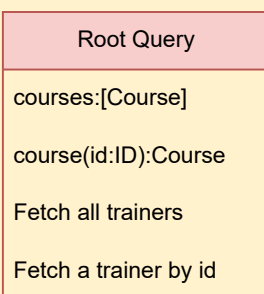 Root Query
courses:[Course]
course(id:ID):Course
Fetch all trainers
Fetch a trainer by id